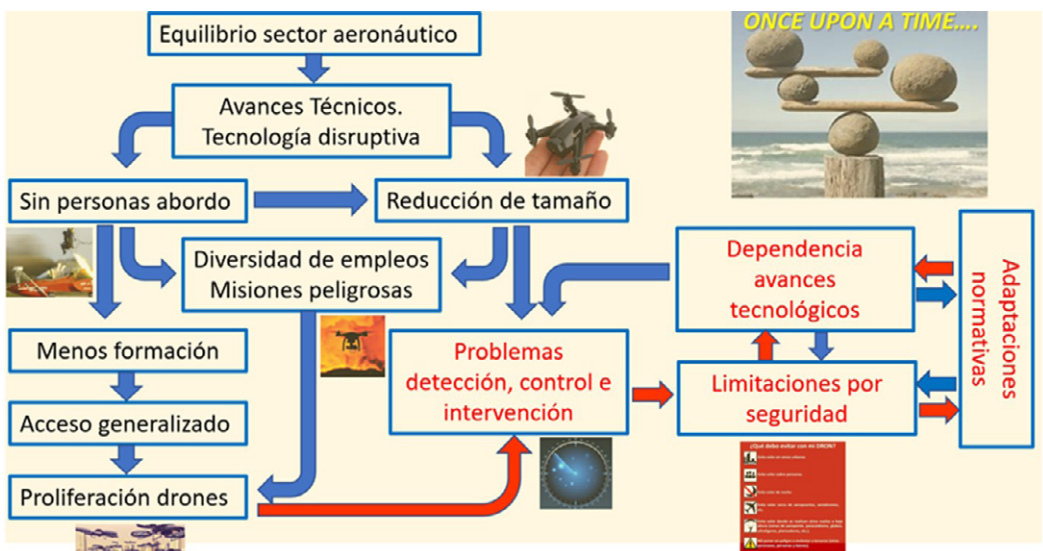 Equilibrio sector aeronáutico
ONCE UPON A TIME....
Avances Técnicos.
Tecnología disruptiva
Sin personas abordo
Reducción de tamaño
Diversidad de empleos
Misiones peligrosas
Dependencia
avances
tecnológicos
Adaptaciones
normativas
Menos formación
Problemas
detección, control e
intervención
Limitaciones por
seguridad
Acceso generalizado
Proliferación drones
¿Qué debo evitar con mi DRON?